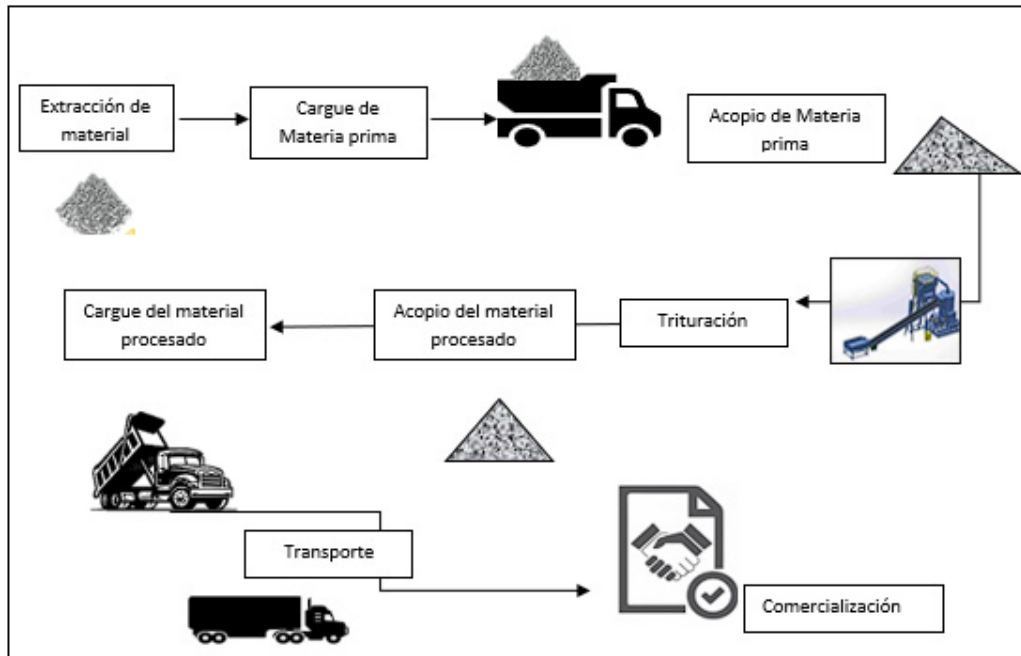 Extracción de
material
Cargue de
Materia prima
Acopio de Materia
prima
Cargue del material
procesado
Acopio del material
procesado
Trituración
Transporte
Comercialización